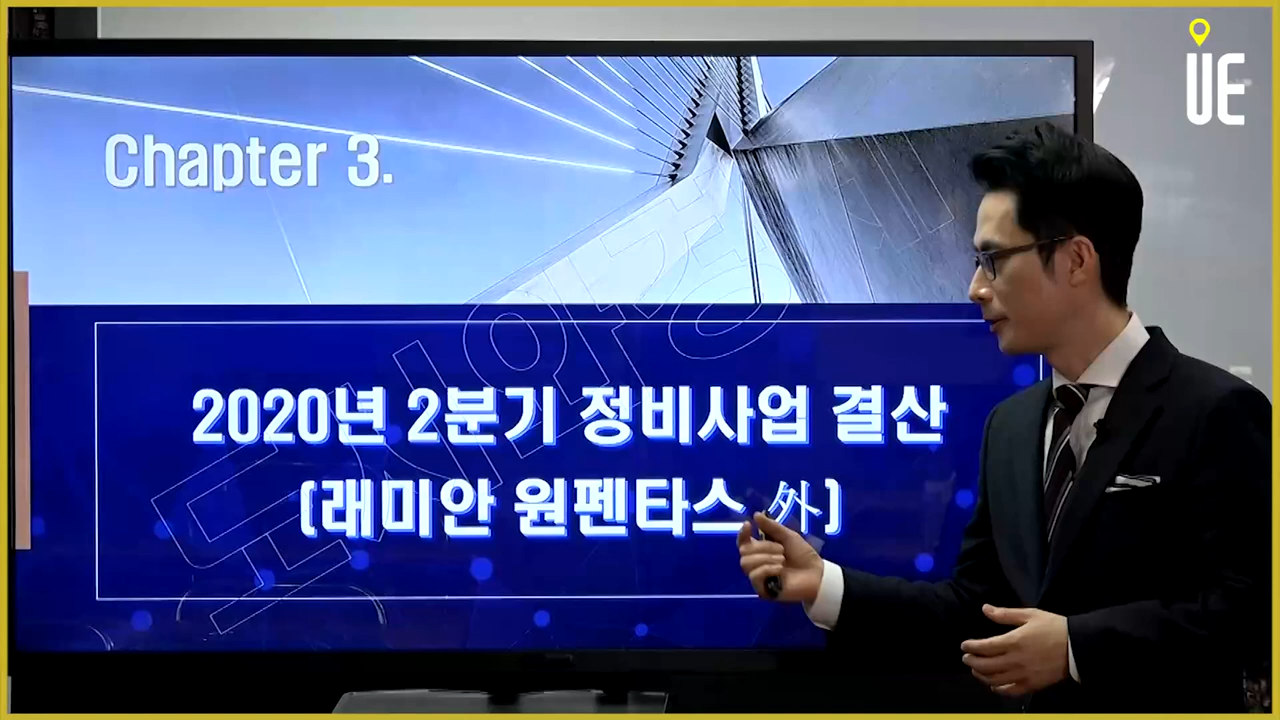 UE
Chapter 3.
2020년 2분기 정비사업 결산
(래미안 원펜타스 外)